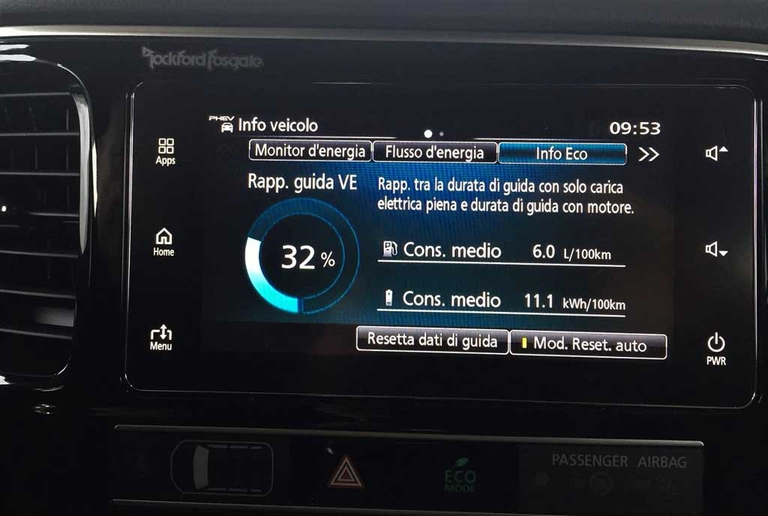 Rockford Fosgate
PHEV Info veicolo 09:53
Monitor d'energia Flusso d'energia Info Eco >>
Apps
Rapp. guida VE
Rapp. tra la durata di guida con solo carica
elettrica piena e durata di guida con motore.
Home
32 %
Cons. medio 6.0 L/100km
Cons. medio 11.1 kWh/100km
Menu
Resetta dati di guida Mod. Reset. auto
PWR
ECO
MODE
PASSENGER AIRBAG